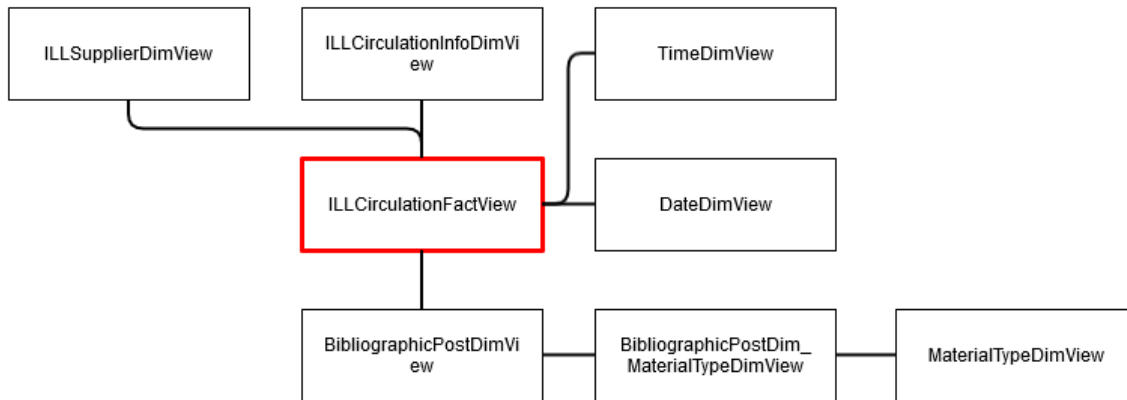 ILLSupplierDimView
ILLCirculationInfoDimVi
ew
TimeDimView
ILLCirculationFactView
DateDimView
BibliographicPostDimVi
ew
BibliographicPostDim_
MaterialTypeDimView
MaterialTypeDimView